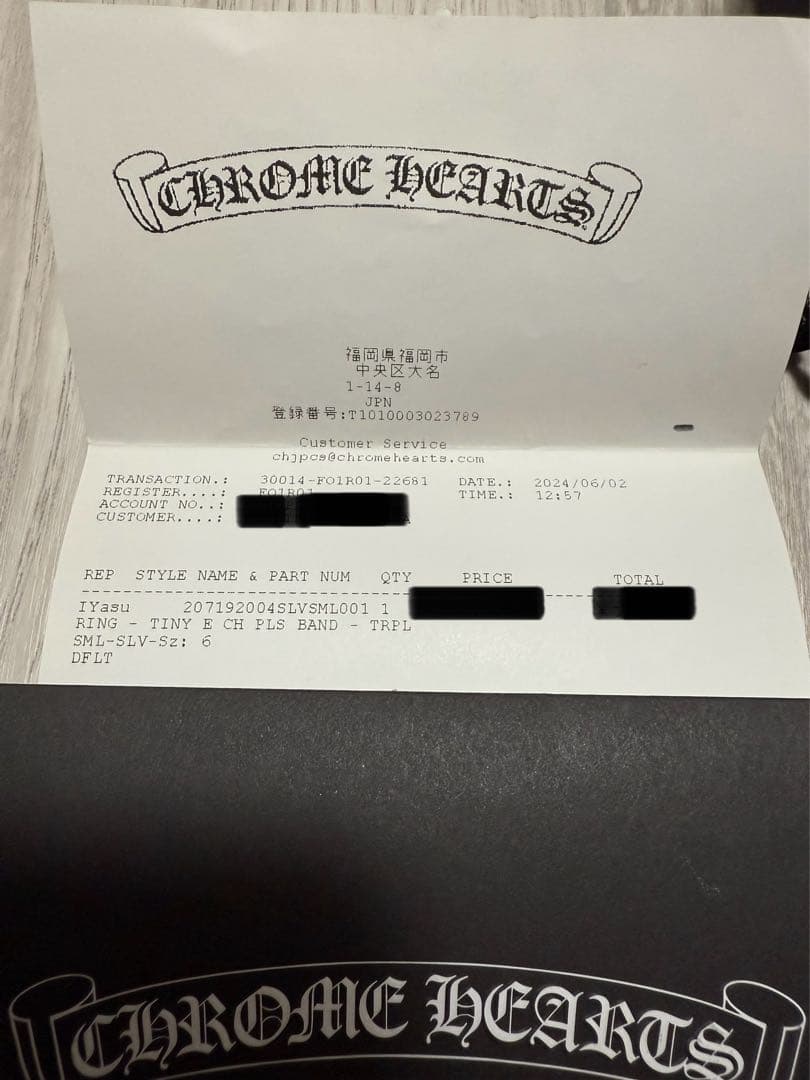 CHROME HEARTS
福岡県福岡市
中央区大名
1-14-8
JPN
登録番号:T1010003023789
Customer Service
chjpcs@chromehearts.com
TRANSACTION.: 30014-FO1R01-22681 DATE.: 2024/06/02
REGISTER....: FO1R01 TIME.: 12:57
ACCOUNT NO..:
CUSTOMER....:
REP STYLE NAME & PART NUM QTY PRICE TOTAL
IYasu 207192004SLVSML001 1
RING - TINY E CH PLS BAND - TRPL
SML-SLV-Sz: 6
DFLT
CHROME HEARTS